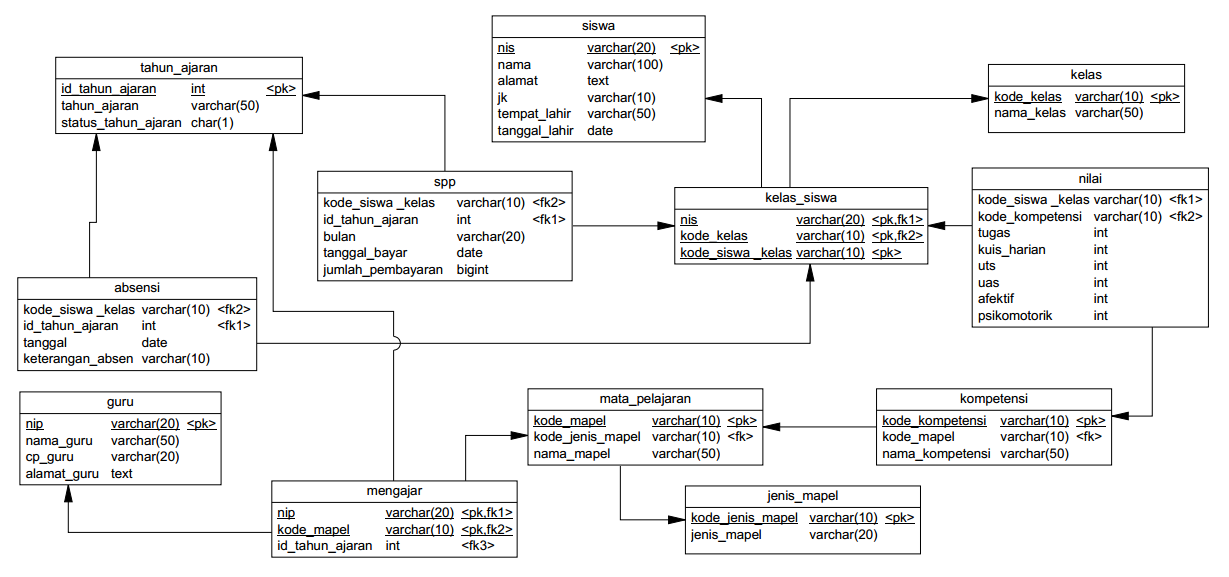 siswa
nis varchar(20) <pk>
nama varchar(100)
alamat text
jk varchar(10)
tempat_lahir varchar(50)
tanggal_lahir date
tahun_ajaran
id_tahun_ajaran int <pk>
tahun_ajaran varchar(50)
status_tahun_ajaran char(1)
kelas
kode_kelas varchar(10) <pk>
nama_kelas varchar(50)
spp
kode_siswa _kelas varchar(10) <fk2>
id_tahun_ajaran int <fk1>
bulan varchar(20)
tanggal_bayar date
jumlah_pembayaran bigint
kelas_siswa
nis varchar(20) <pk,fk1>
kode_kelas varchar(10) <pk,fk2>
kode_siswa _kelas varchar(10) <pk>
nilai
kode_siswa _kelas varchar(10) <fk1>
kode_kompetensi varchar(10) <fk2>
tugas int
kuis_harian int
uts int
uas int
afektif int
psikomotorik int
absensi
kode_siswa _kelas varchar(10) <fk2>
id_tahun_ajaran int <fk1>
tanggal date
keterangan_absen varchar(10)
guru
nip varchar(20) <pk>
nama_guru varchar(50)
cp_guru varchar(20)
alamat_guru text
mata_pelajaran
kode_mapel varchar(10) <pk>
kode_jenis_mapel varchar(10) <fk>
nama_mapel varchar(50)
kompetensi
kode_kompetensi varchar(10) <pk>
kode_mapel varchar(10) <fk>
nama_kompetensi varchar(50)
mengajar
nip varchar(20) <pk,fk1>
kode_mapel varchar(10) <pk,fk2>
id_tahun_ajaran int <fk3>
jenis_mapel
kode_jenis_mapel varchar(10) <pk>
jenis_mapel varchar(20)